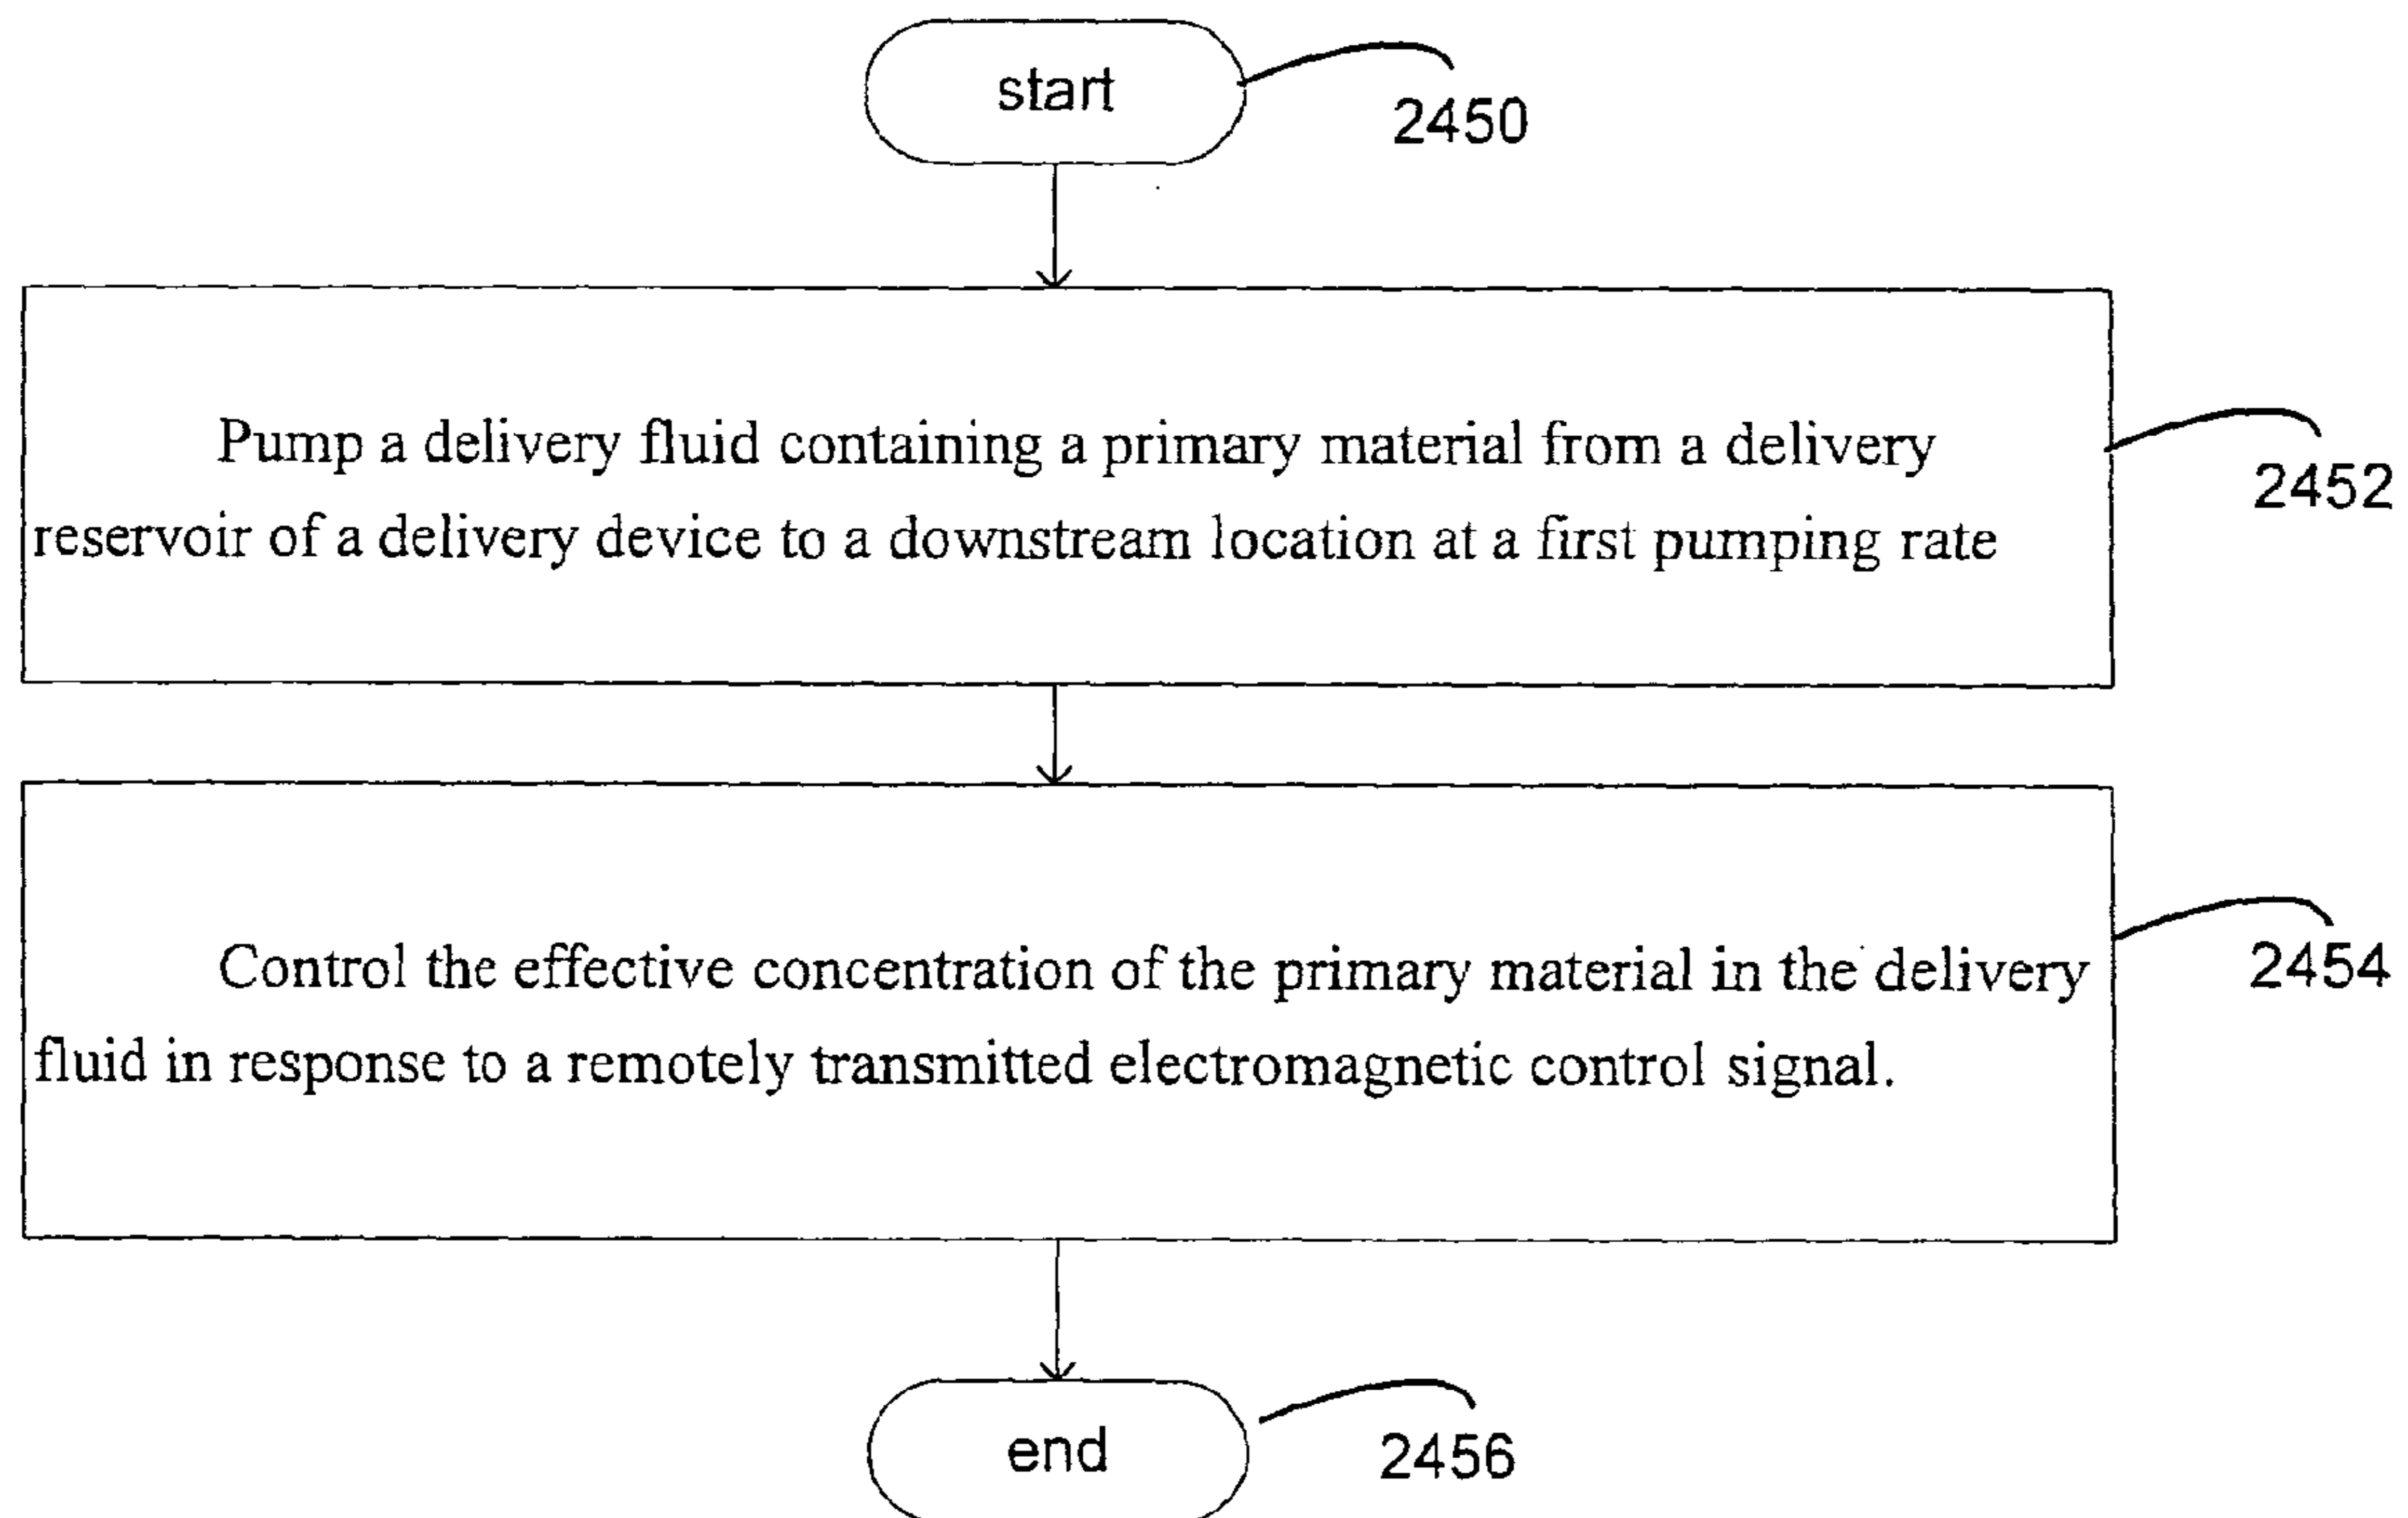 start
2450
Pump a delivery fluid containing a primary material from a delivery
reservoir of a delivery device to a downstream location at a first pumping rate
2452
Control the effective concentration of the primary material in the delivery
fluid in response to a remotely transmitted electromagnetic control signal.
2454
end
2456